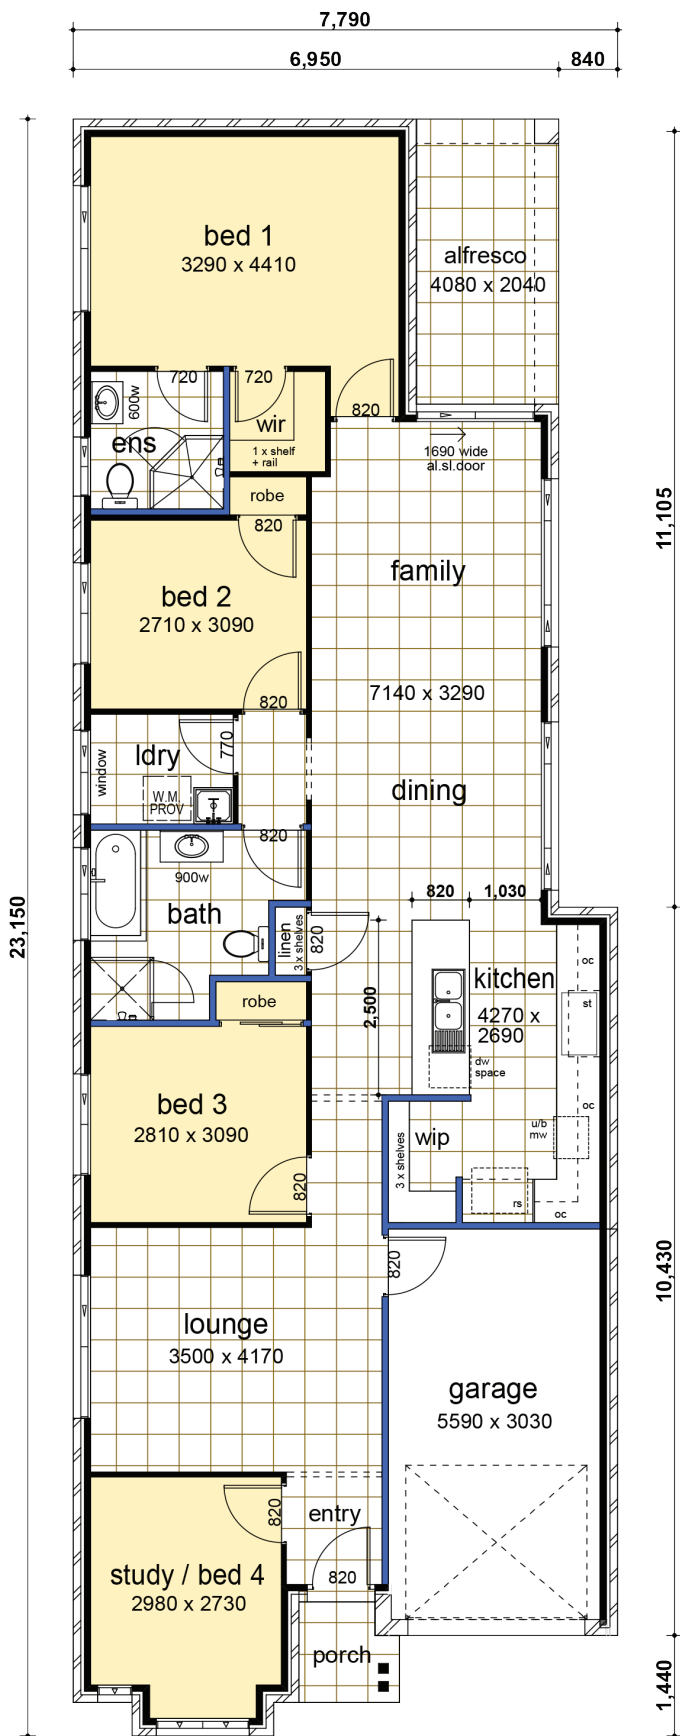 7,790
6,950
840
bed 1
3290 x 4410
alfresco
4080 x 2040
720
720
600w
820
wir
ens
1 x shelf
+ rail
1690 wide
al.sl.door
robe
820
11,105
family
bed 2
2710 x 3090
7140 x 3290
820
770
ldry
window
W.M.
PROV
dining
820
900w
820
1,030
bath
23,150
linen
3 x shelves
820
kitchen
4270 x
2690
oc
st
robe
2,500
dw
space
bed 3
2810 x 3090
oc
u/b
mw
wip
3 x shelves
820
rs
oc
820
10,430
lounge
3500 x 4170
garage
5590 x 3030
820
entry
study / bed 4
2980 x 2730
820
porch
1,440